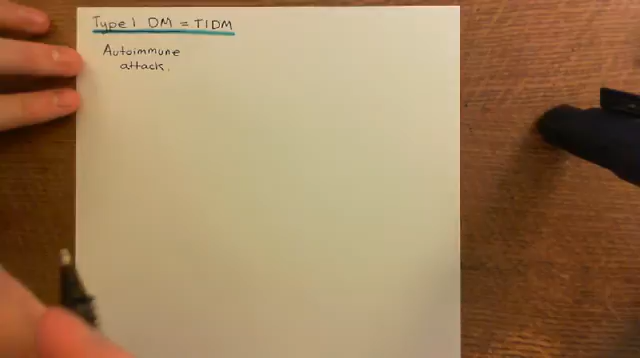 Type 1 DM = T1DM
Autoimmune
attack.